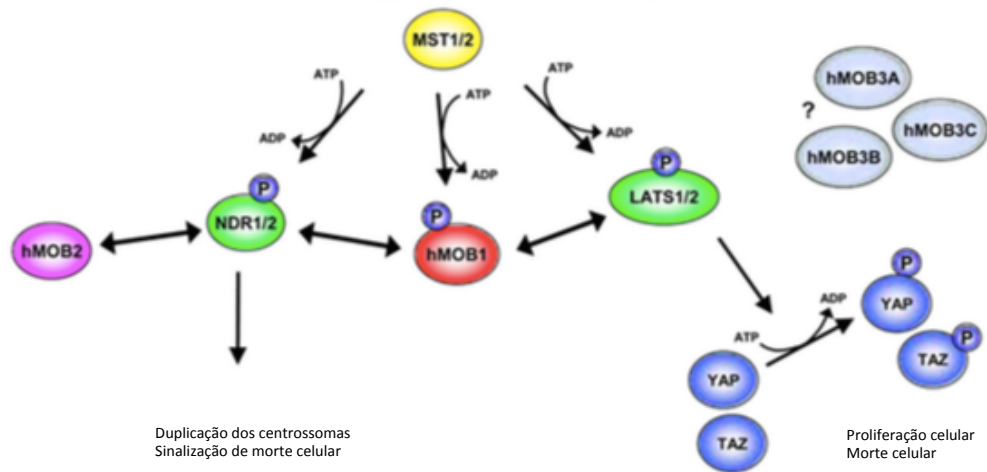 MST1/2
ATP
ADP
ATP
ADP
ATP
ADP
hMOB3A
?
hMOB3C
hMOB3B
P
NDR1/2
P
hMOB1
P
LATS1/2
hMOB2
P
YAP
P
TAZ
ATP
ADP
YAP
TAZ
Duplicação dos centrossomas
Sinalização de morte celular
Proliferação celular
Morte celular